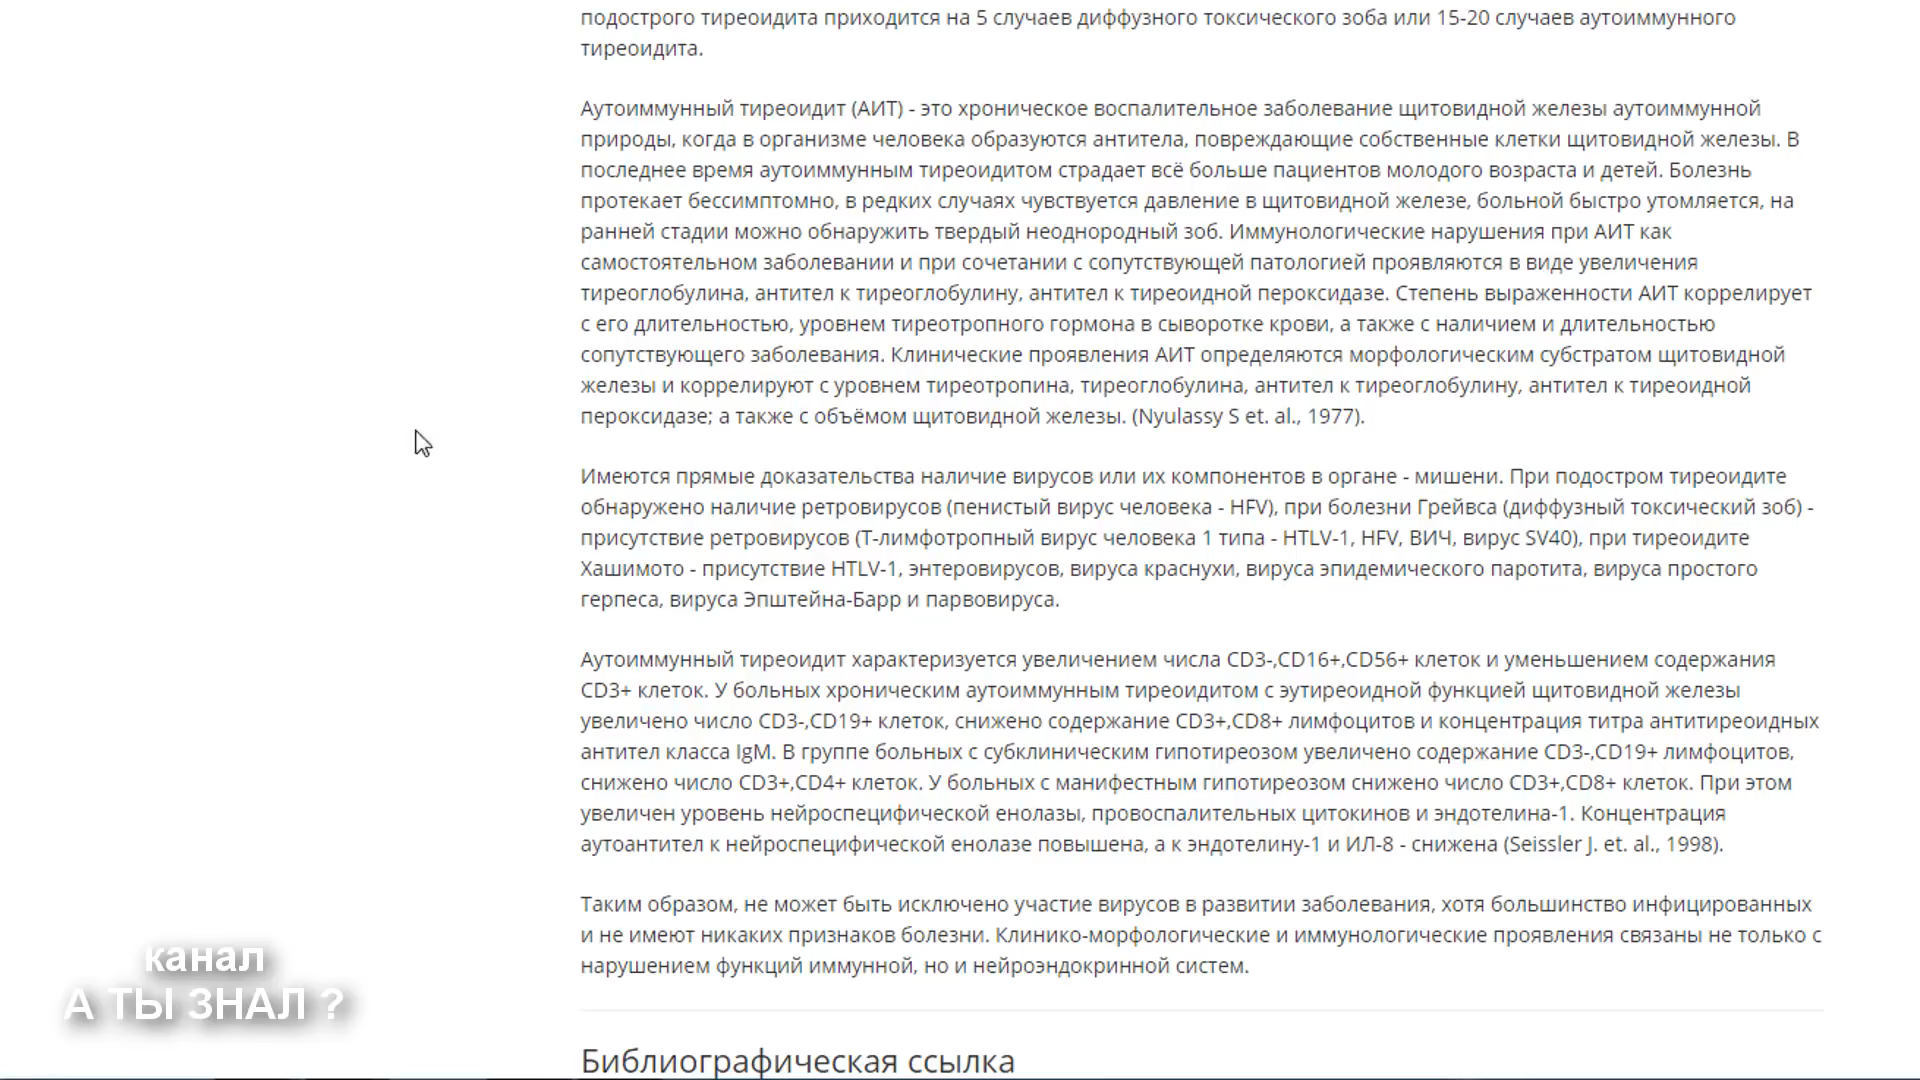 подострого тиреоидита приходится на 5 случаев диффузного токсического зоба или 15-20 случаев аутоиммунного
тиреоидита.
Аутоиммунный тиреоидит (АИТ) - это хроническое воспалительное заболевание щитовидной железы аутоиммунной
природы, когда в организме человека образуются антитела, повреждающие собственные клетки щитовидной железы. В
последнее время аутоиммунным тиреоидитом страдает всё больше пациентов молодого возраста и детей. Болезнь
протекает бессимптомно, в редких случаях чувствуется давление в щитовидной железе, больной быстро утомляется, на
ранней стадии можно обнаружить твердый неоднородный зоб. Иммунологические нарушения при АИТ как
самостоятельном заболевании и при сочетании с сопутствующей патологией проявляются в виде увеличения
тиреоглобулина, антител к тиреоглобулину, антител к тиреоидной пероксидазе. Степень выраженности АИТ коррелирует
с его длительностью, уровнем тиреотропного гормона в сыворотке крови, а также с наличием и длительностью
сопутствующего заболевания. Клинические проявления АИТ определяются морфологическим субстратом щитовидной
железы и коррелируют с уровнем тиреотропина, тиреоглобулина, антител к тиреоглобулину, антител к тиреоидной
пероксидазе; а также с объёмом щитовидной железы. (Nyulassy S et. al., 1977).
Имеются прямые доказательства наличие вирусов или их компонентов в органе - мишени. При подостром тиреоидите
обнаружено наличие ретровирусов (пенистый вирус человека - HFV), при болезни Грейвса (диффузный токсический зоб) -
присутствие ретровирусов (Т-лимфотропный вирус человека 1 типа - HTLV-1, HFV, ВИЧ, вирус SV40), при тиреоидите
Хашимото - присутствие HTLV-1, энтеровирусов, вируса краснухи, вируса эпидемического паротита, вируса простого
герпеса, вируса Эпштейна-Барр и парвовируса.
Аутоиммунный тиреоидит характеризуется увеличением числа CD3-,CD16+,CD56+ клеток и уменьшением содержания
CD3+ клеток. У больных хроническим аутоиммунным тиреоидитом с эутиреоидной функцией щитовидной железы
увеличено число CD3-,CD19+ клеток, снижено содержание CD3+,CD8+ лимфоцитов и концентрация титра антитиреоидных
антител класса IgM. В группе больных с субклиническим гипотиреозом увеличено содержание CD3-,CD19+ лимфоцитов,
снижено число CD3+,CD4+ клеток. У больных с манифестным гипотиреозом снижено число CD3+,CD8+ клеток. При этом
увеличен уровень нейроспецифической енолазы, провоспалительных цитокинов и эндотелина-1. Концентрация
аутоантител к нейроспецифической енолазе повышена, а к эндотелину-1 и ИЛ-8 - снижена (Seissler J. et. al., 1998).
Таким образом, не может быть исключено участие вирусов в развитии заболевания, хотя большинство инфицированных
и не имеют никаких признаков болезни. Клинико-морфологические и иммунологические проявления связаны не только с
нарушением функций иммунной, но и нейроэндокринной систем.
канал
А ТЫ ЗНАЛ ?
Библиографическая ссылка